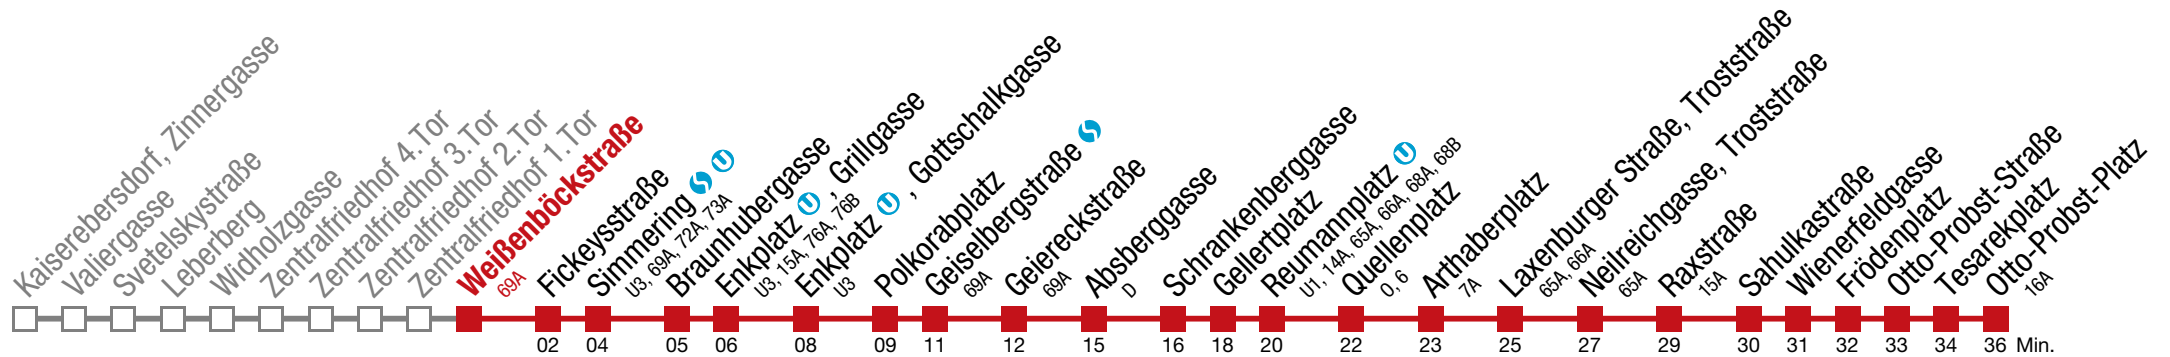 Kaiserebersdorf, Zinnergasse
Valiergasse
Svetelskystraße
Leberberg
Widholzgasse
Zentralfriedhof 4. Tor
Zentralfriedhof 3. Tor
Zentralfriedhof 2. Tor
Zentralfriedhof 1. Tor
Weißenböckstraße
69A
Fickeysstraße
Simmering
U3, 69A, 72A, 73A
Braunhubergasse
Enkplatz U, Grillgasse
U3, 15A, 76A, 76B
Enkplatz U, Gottschalkgasse
U3
Polkorabplatz
Geiselbergstraße
69A
Geiereckstraße
69A
Absberggasse
D
Schrankenberggasse
Gellertplatz
Reumannplatz U
U1, 14A, 65A, 66A, 68A, 68B
Quellenplatz
O, 6
Arthaberplatz
7A
Laxenburger Straße, Troststraße
65A, 66A
Neilreichgasse, Troststraße
65A
Raxstraße
15A
Sahulkastraße
Wienerfeldgasse
Frödenplatz
Otto-Probst-Straße
Tesarekplatz
Otto-Probst-Platz
16A
02 04 05 06 08 09 11 12 15 16 18 20 22 23 25 27 29 30 31 32 33 34 36 Min.